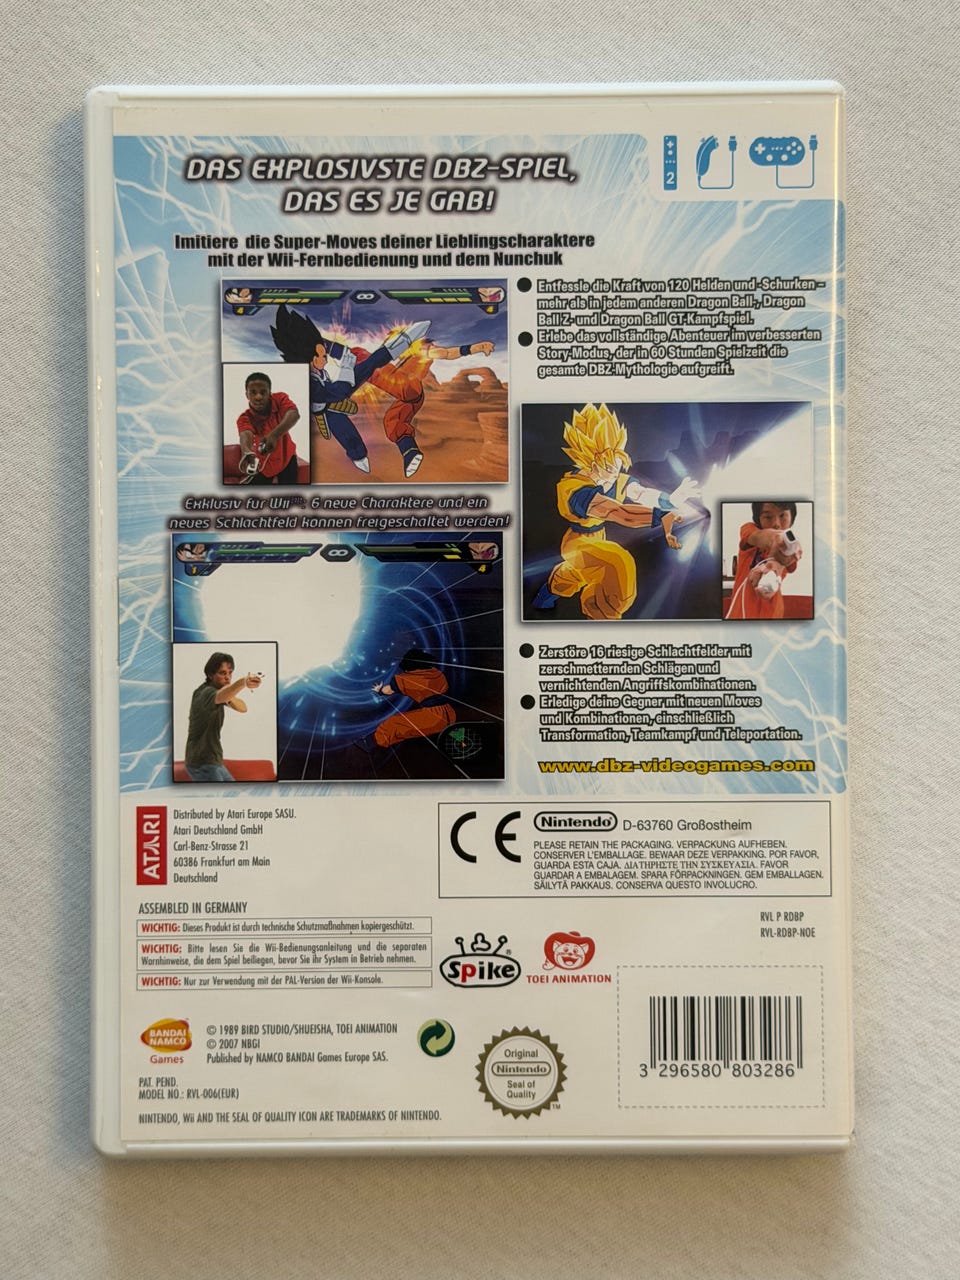 DAS EXPLOSIVSTE DBZ-SPIEL,
DAS ES JE GAB!
2
Imitiere die Super-Moves deiner Lieblingscharaktere
mit der Wii-Fernbedienung und dem Nunchuk
4
4
Entfessle die Kraft von 120 Helden und -Schurken –
mehr als in jedem anderen Dragon Ball-, Dragon
Ball Z- und Dragon Ball GT-Kampfspiel.
Erlebe das vollständige Abenteuer im verbesserten
Story-Modus, der in 60 Stunden Spielzeit die
gesamte DBZ-Mythologie aufgreift.
Exklusiv für Wii™: 6 neue Charaktere und ein
neues Schlachtfeld können freigeschaltet werden!
1
4
Zerstöre 16 riesige Schlachtfelder mit
zerschmetternden Schlägen und
vernichtenden Angriffskombinationen.
Erledige deine Gegner mit neuen Moves
und Kombinationen, einschließlich
Transformation, Teamkampf und Teleportation.
www.dbz-videogames.com
ATARI
Distributed by Atari Europe SASU.
Atari Deutschland GmbH
Carl-Benz-Strasse 21
60386 Frankfurt am Main
Deutschland
CE
Nintendo D-63760 Großostheim
PLEASE RETAIN THE PACKAGING. VERPACKUNG AUFHEBEN.
CONSERVER L'EMBALLAGE. BEWAAR DEZE VERPAKKING. POR FAVOR,
GUARDA ESTA CAJA. ΔΙΑΤΗΡΗΣΤΕ ΤΗΝ ΣΥΣΚΕΥΑΣΙΑ. FAVOR
GUARDAR A EMBALAGEM. SPARA FÖRPACKNINGEN. GEM EMBALLAGEN.
SÄILYTÄ PAKKAUS. CONSERVA QUESTO INVOLUCRO.
ASSEMBLED IN GERMANY
WICHTIG: Dieses Produkt ist durch technische Schutzmaßnahmen kopiergeschützt.
WICHTIG: Bitte lesen Sie die Wii-Bedienungsanleitung und die separaten
Warnhinweise, die dem Spiel beiliegen, bevor Sie ihr System in Betrieb nehmen.
WICHTIG: Nur zur Verwendung mit der PAL-Version der Wii-Konsole.
RVL P RDBP
RVL-RDBP-NOE
Spike®
TOEI ANIMATION
BANDAI
NAMCO
Games
© 1989 BIRD STUDIO/SHUEISHA, TOEI ANIMATION
© 2007 NBGI
Published by NAMCO BANDAI Games Europe SAS.
Original
Nintendo
Seal of
Quality
™
3 296580 803286
PAT. PEND.
MODEL NO.: RVL-006(EUR)
NINTENDO, Wii AND THE SEAL OF QUALITY ICON ARE TRADEMARKS OF NINTENDO.